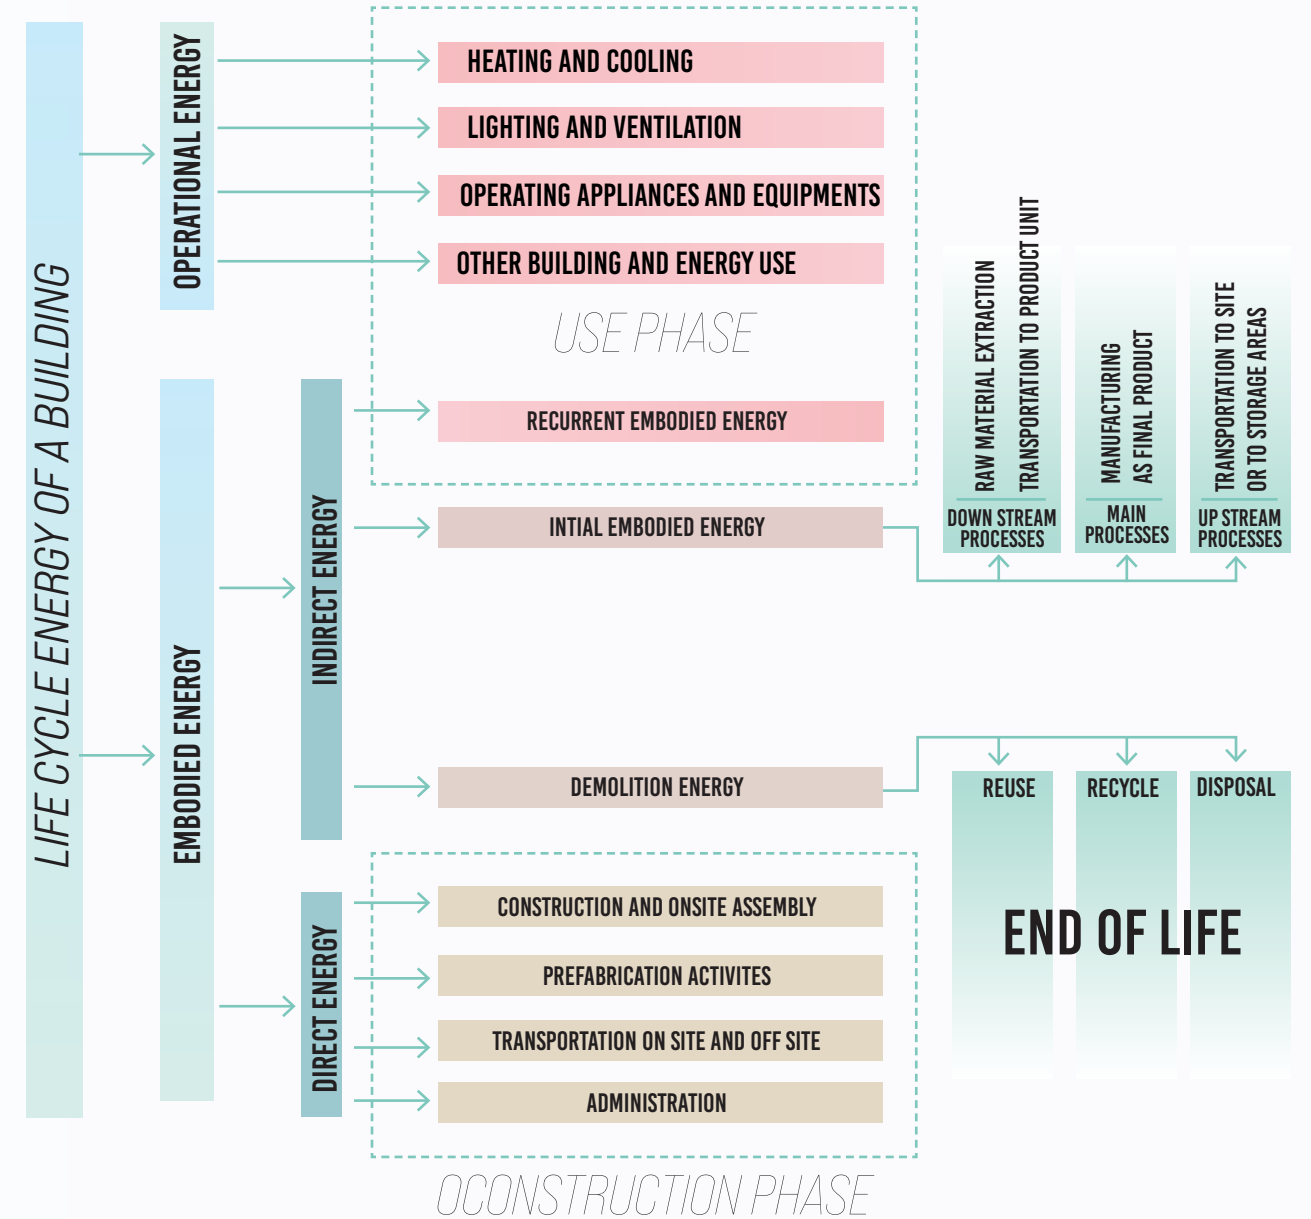 LIFE CYCLE ENERGY OF A BUILDING
OPERATIONAL ENERGY
HEATING AND COOLING
LIGHTING AND VENTILATION
OPERATING APPLIANCES AND EQUIPMENTS
OTHER BUILDING AND ENERGY USE
USE PHASE
EMBODIED ENERGY
INDIRECT ENERGY
RECURRENT EMBODIED ENERGY
INTIAL EMBODIED ENERGY
RAW MATERIAL EXTRACTION
TRANSPORTATION TO PRODUCT UNIT
DOWN STREAM
PROCESSES
MANUFACTURING
AS FINAL PRODUCT
MAIN
PROCESSES
TRANSPORTATION TO SITE
OR TO STORAGE AREAS
UP STREAM
PROCESSES
DEMOLITION ENERGY
REUSE
RECYCLE
DISPOSAL
END OF LIFE
DIRECT ENERGY
CONSTRUCTION AND ONSITE ASSEMBLY
PREFABRICATION ACTIVITES
TRANSPORTATION ON SITE AND OFF SITE
ADMINISTRATION
OCONSTRUCTION PHASE